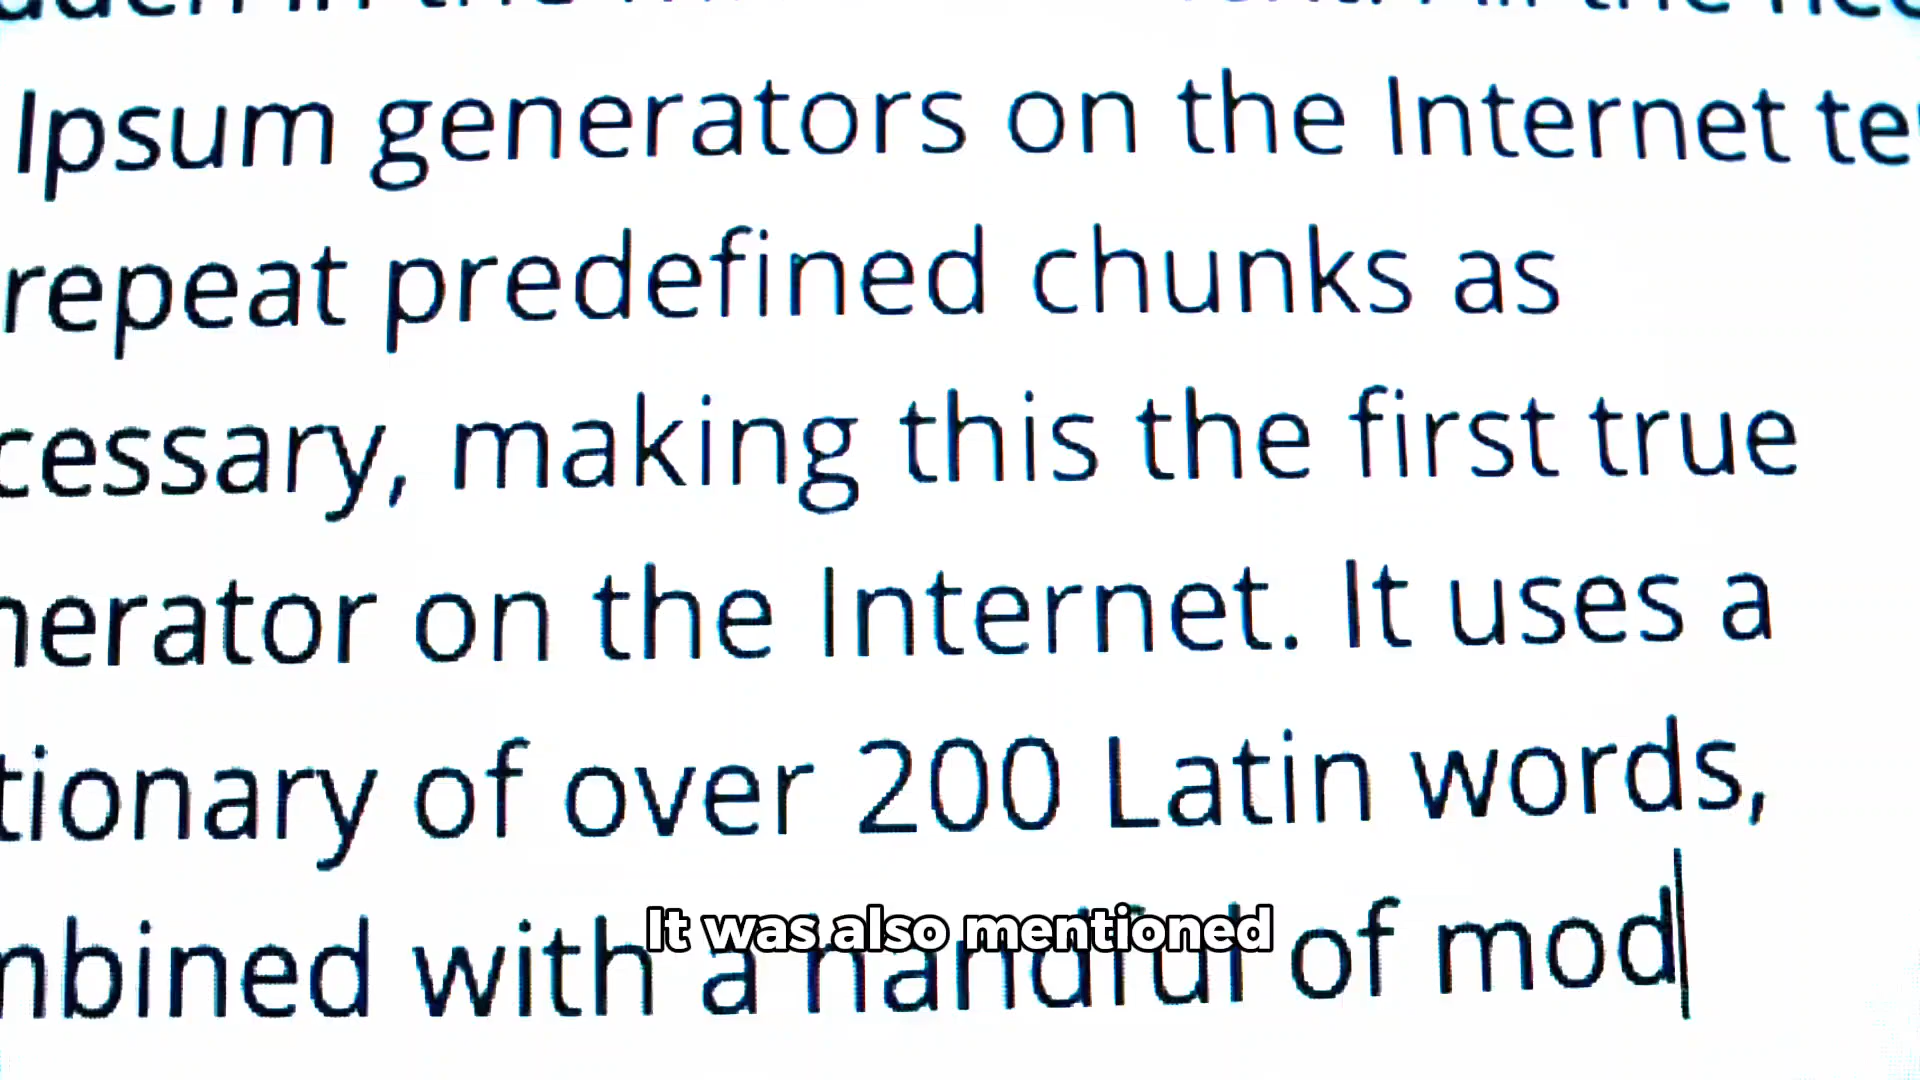 Ipsum generators on the Internet te
repeat predefined chunks as
cessary, making this the first true
nerator on the Internet. It uses a
tionary of over 200 Latin words,
nbined with a handful of mod
It was also mentioned